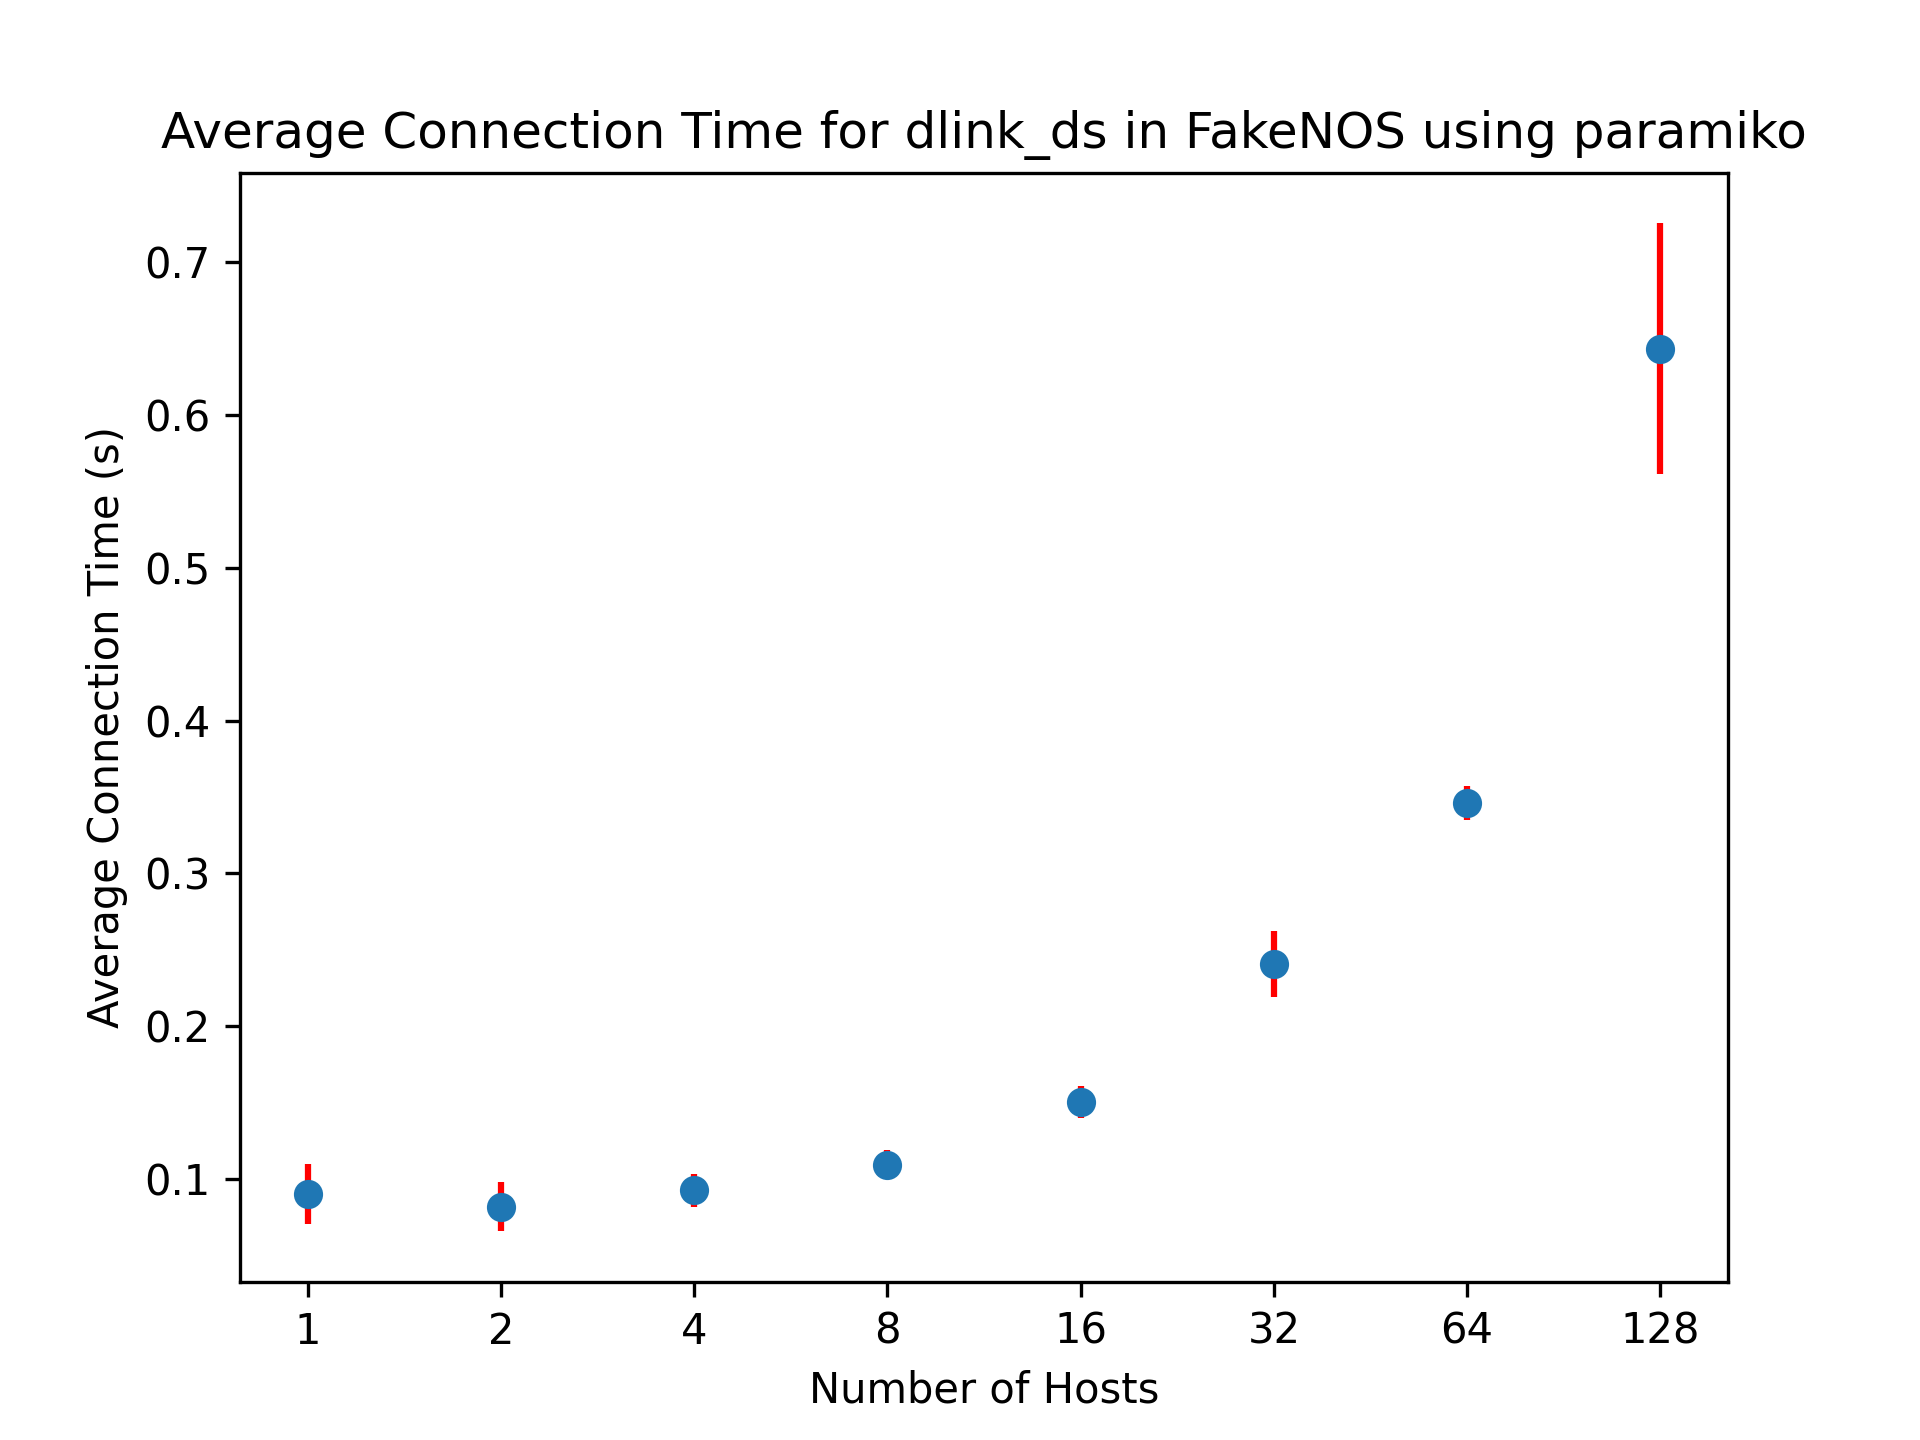 Average Connection Time for dlink_ds in FakeNOS using paramiko
Average Connection Time (s)
0.7
0.6
0.5
0.4
0.3
0.2
0.1
1 2 4 8 16 32 64 128
Number of Hosts